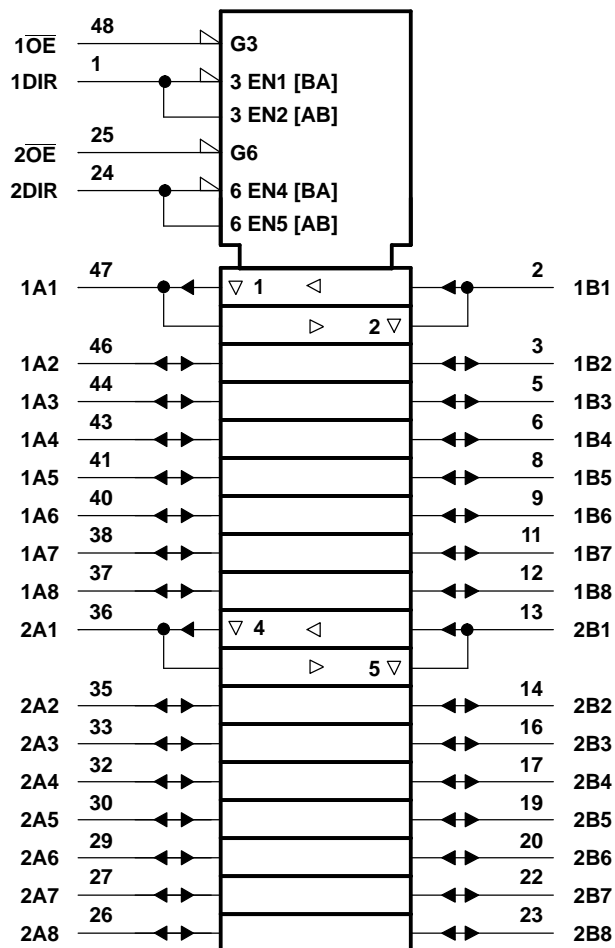 48
1OE G3
1
1DIR 3 EN1 [BA]
3 EN2 [AB]
25
2OE G6
24
2DIR 6 EN4 [BA]
6 EN5 [AB]
47 2
1A1 1 1B1
2
46 3
1A2 1B2
44 5
1A3 1B3
43 6
1A4 1B4
41 8
1A5 1B5
40 9
1A6 1B6
38 11
1A7 1B7
37 12
1A8 1B8
36 13
2A1 4 2B1
5
35 14
2A2 2B2
33 16
2A3 2B3
32 17
2A4 2B4
30 19
2A5 2B5
29 20
2A6 2B6
27 22
2A7 2B7
26 23
2A8 2B8